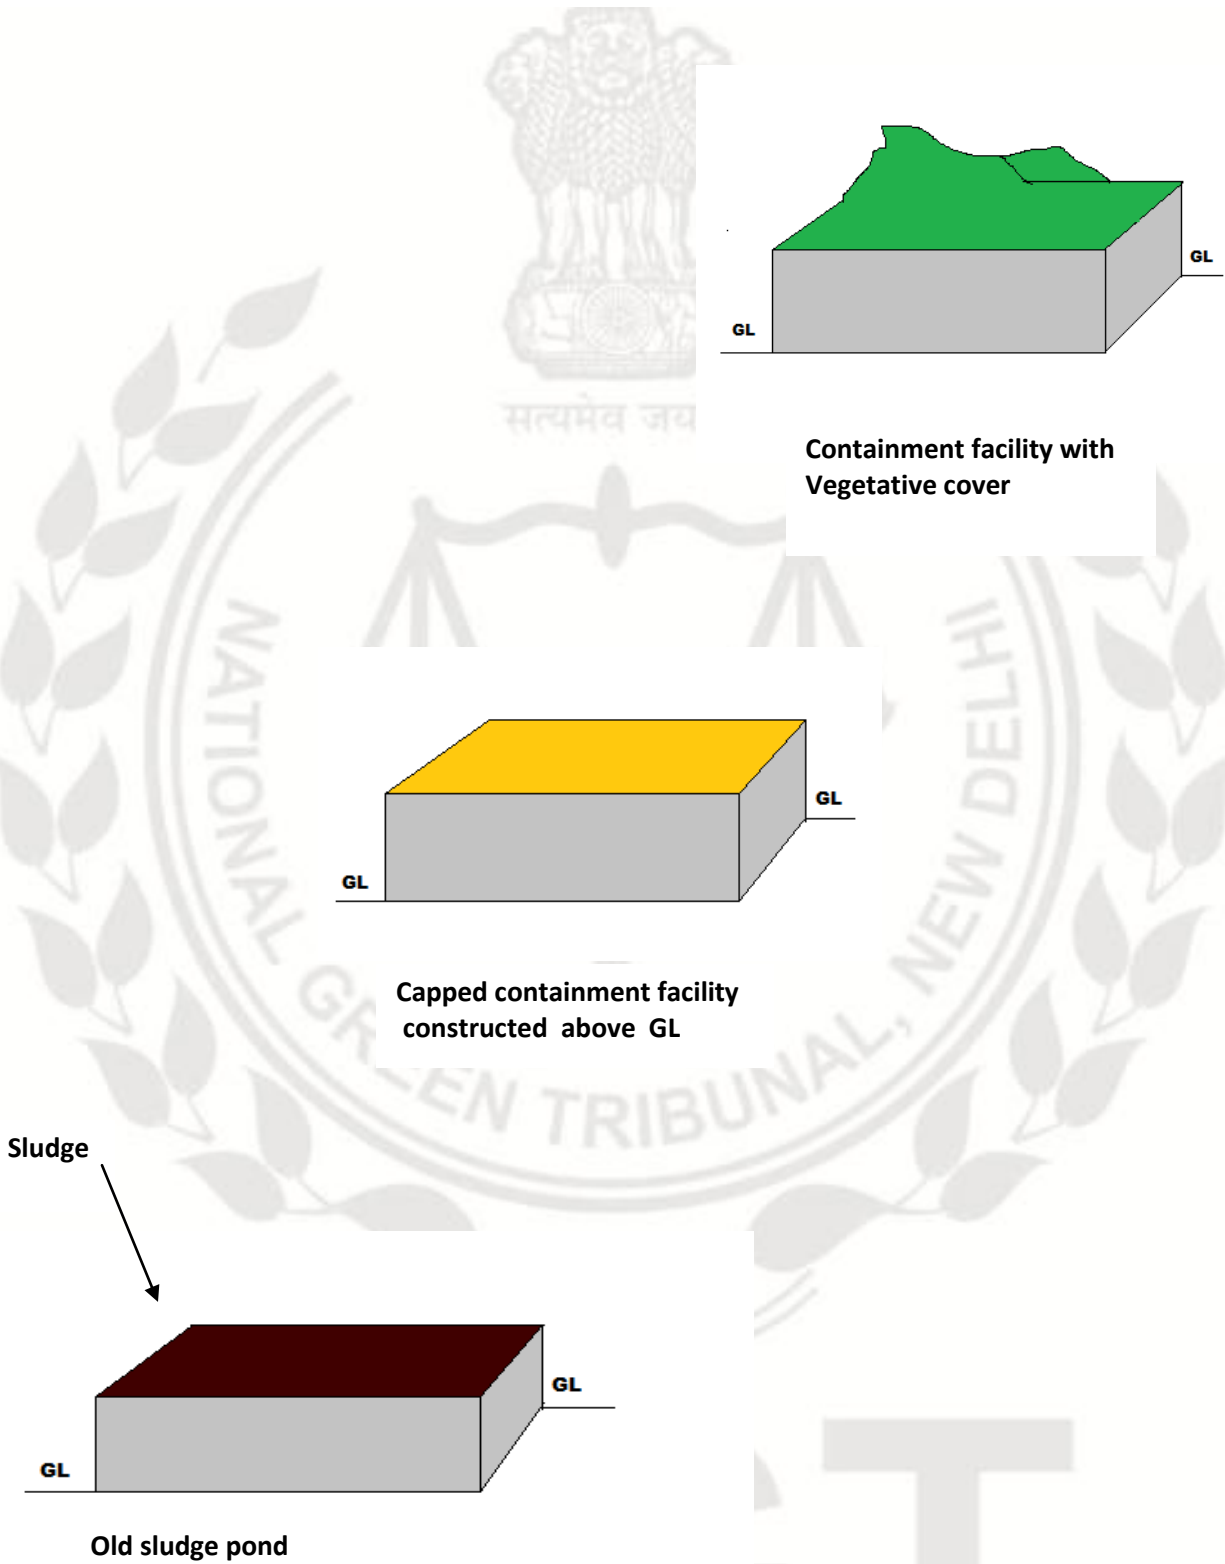 सत्यमेव जय
GL
GL
Containment facility with
Vegetative cover
NATIONAL GREEN TRIBUNAL, NEW DELHI
GL
GL
Capped containment facility
constructed above GL
Sludge
GL
GL
Old sludge pond